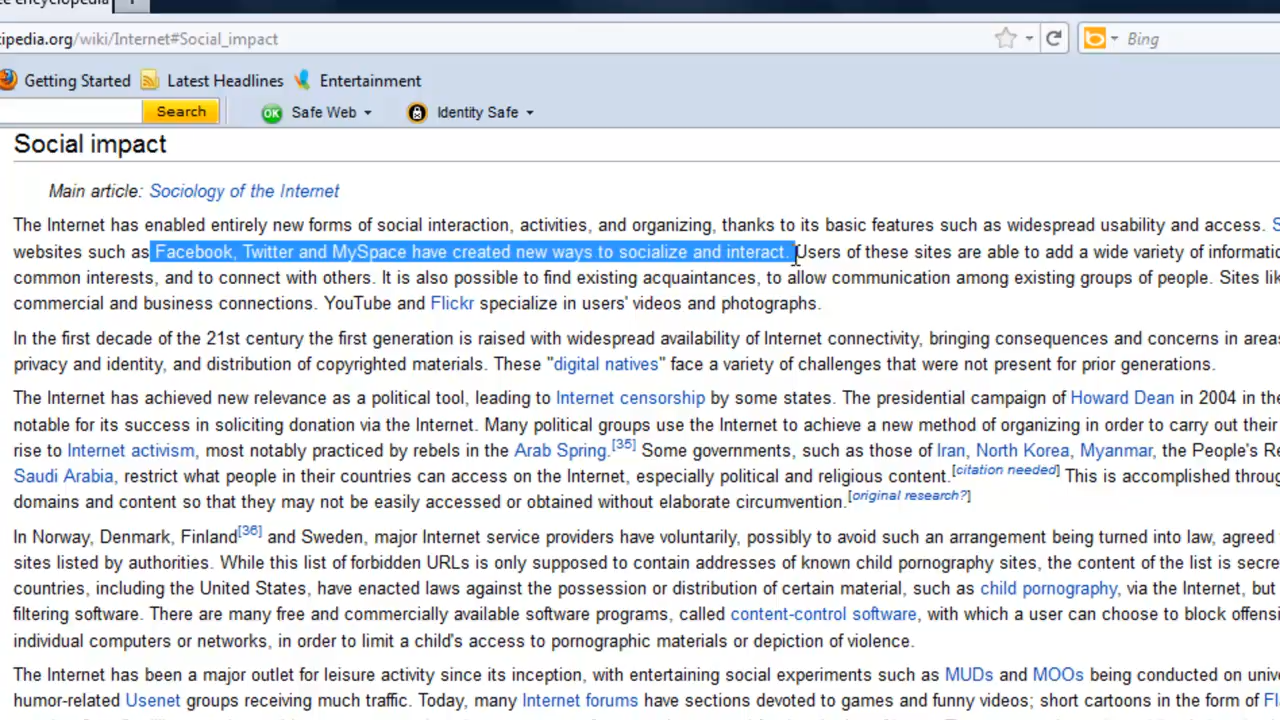 encyclopedia
ipedia.org/wiki/Internet#Social_impact
Bing
Getting Started Latest Headlines Entertainment
Search OK Safe Web Identity Safe
Social impact
Main article: Sociology of the Internet
The Internet has enabled entirely new forms of social interaction, activities, and organizing, thanks to its basic features such as widespread usability and access. S
websites such as Facebook, Twitter and MySpace have created new ways to socialize and interact. Users of these sites are able to add a wide variety of informatio
common interests, and to connect with others. It is also possible to find existing acquaintances, to allow communication among existing groups of people. Sites lik
commercial and business connections. YouTube and Flickr specialize in users' videos and photographs.
In the first decade of the 21st century the first generation is raised with widespread availability of Internet connectivity, bringing consequences and concerns in areas
privacy and identity, and distribution of copyrighted materials. These "digital natives" face a variety of challenges that were not present for prior generations.
The Internet has achieved new relevance as a political tool, leading to Internet censorship by some states. The presidential campaign of Howard Dean in 2004 in the
notable for its success in soliciting donation via the Internet. Many political groups use the Internet to achieve a new method of organizing in order to carry out their
rise to Internet activism, most notably practiced by rebels in the Arab Spring.[35] Some governments, such as those of Iran, North Korea, Myanmar, the People's Re
Saudi Arabia, restrict what people in their countries can access on the Internet, especially political and religious content.[citation needed] This is accomplished throug
domains and content so that they may not be easily accessed or obtained without elaborate circumvention.[original research?]
In Norway, Denmark, Finland[36] and Sweden, major Internet service providers have voluntarily, possibly to avoid such an arrangement being turned into law, agreed
sites listed by authorities. While this list of forbidden URLs is only supposed to contain addresses of known child pornography sites, the content of the list is secre
countries, including the United States, have enacted laws against the possession or distribution of certain material, such as child pornography, via the Internet, but
filtering software. There are many free and commercially available software programs, called content-control software, with which a user can choose to block offensi
individual computers or networks, in order to limit a child's access to pornographic materials or depiction of violence.
The Internet has been a major outlet for leisure activity since its inception, with entertaining social experiments such as MUDs and MOOs being conducted on unive
humor-related Usenet groups receiving much traffic. Today, many Internet forums have sections devoted to games and funny videos; short cartoons in the form of Fl